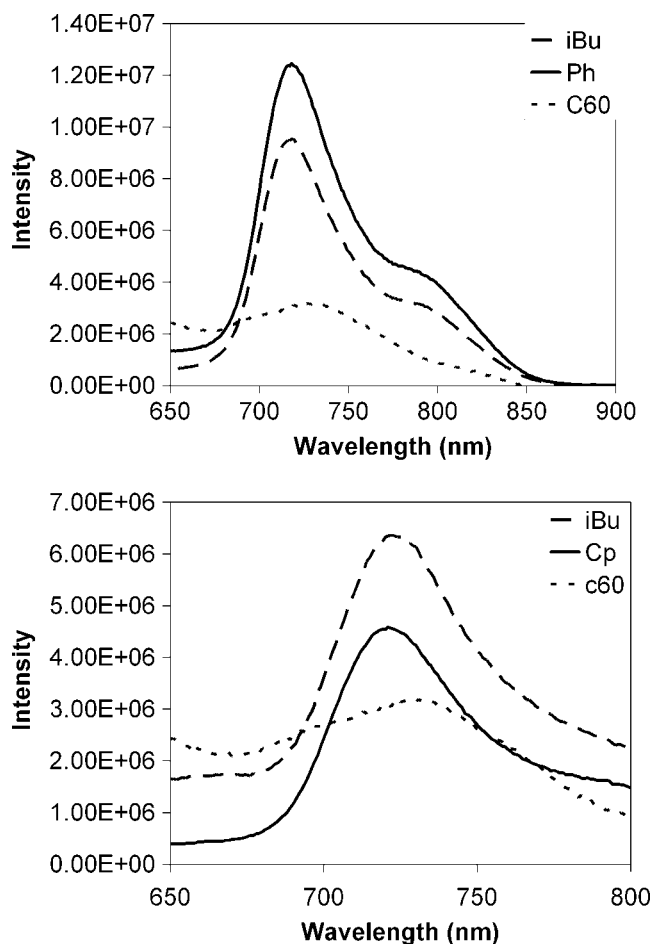 1.40E+07
1.20E+07
1.00E+07
8.00E+06
6.00E+06
4.00E+06
2.00E+06
0.00E+00
Intensity
iBu
Ph
C60
650 700 750 800 850 900
Wavelength (nm)
7.00E+06
6.00E+06
5.00E+06
4.00E+06
3.00E+06
2.00E+06
1.00E+06
0.00E+00
Intensity
iBu
Cp
c60
650 700 750 800
Wavelength (nm)